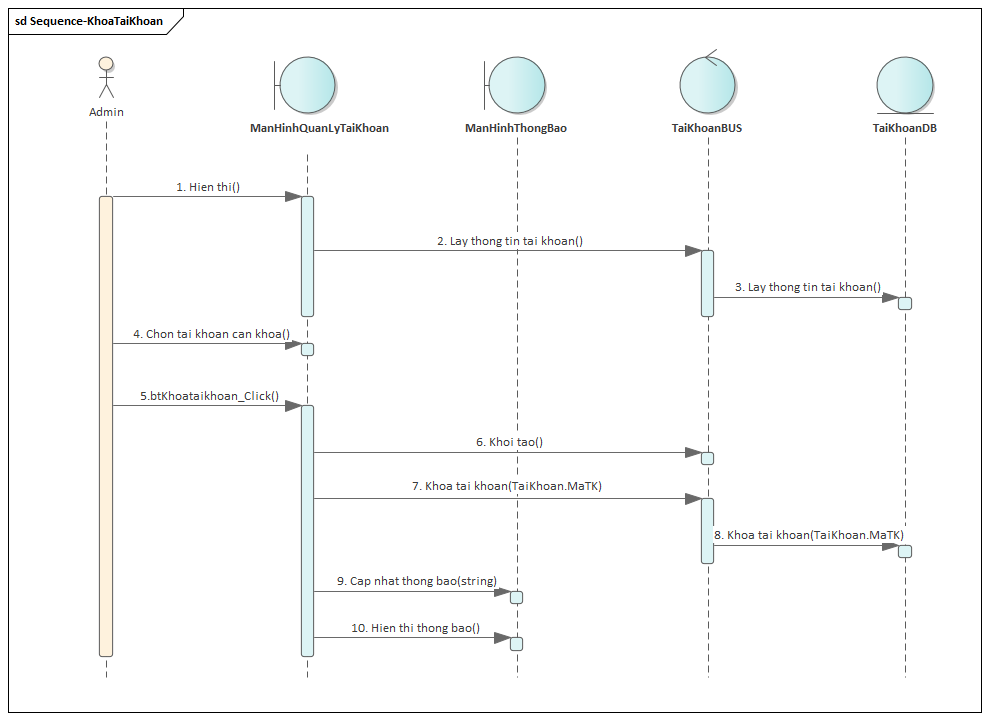 sd Sequence-KhoaTaiKhoan
Admin
ManHinhQuanLyTaiKhoan
ManHinhThongBao
TaiKhoanBUS
TaiKhoanDB
1. Hien thi()
2. Lay thong tin tai khoan()
3. Lay thong tin tai khoan()
4. Chon tai khoan can khoa()
5.btKhoataikhoan_Click()
6. Khoi tao()
7. Khoa tai khoan(TaiKhoan.MaTK)
8. Khoa tai khoan(TaiKhoan.MaTK)
9. Cap nhat thong bao(string)
10. Hien thi thong bao()